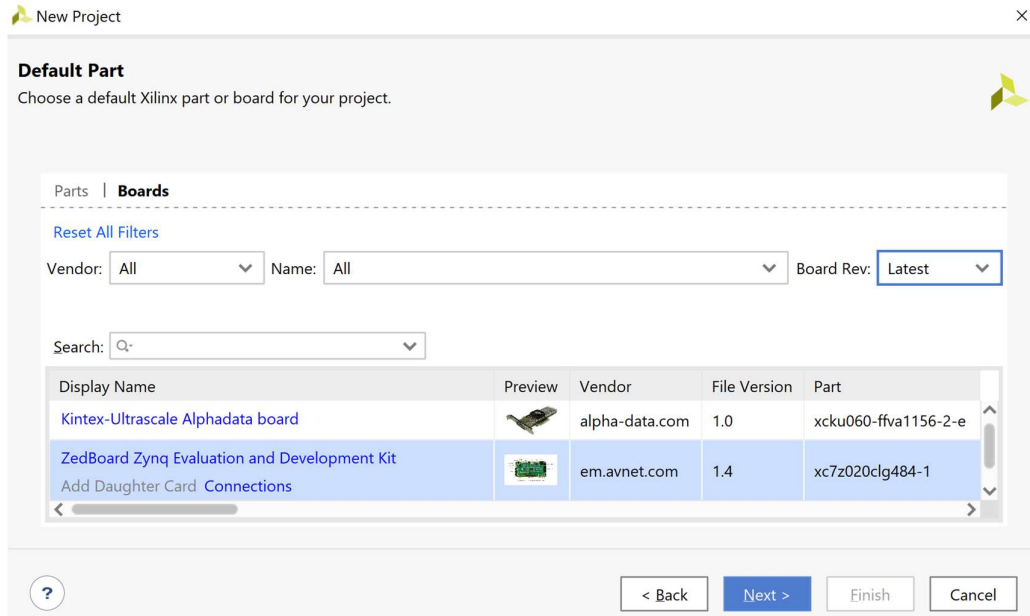 New Project
Default Part
Choose a default Xilinx part or board for your project.
Parts | Boards
Reset All Filters
Vendor: All Name: All Board Rev: Latest
Search:
Display Name Preview Vendor File Version Part
Kintex-Ultrascale Alphadata board alpha-data.com 1.0 xcku060-ffva1156-2-e
ZedBoard Zynq Evaluation and Development Kit em.avnet.com 1.4 xc7z020clg484-1
Add Daughter Card Connections
? < Back Next > Finish Cancel